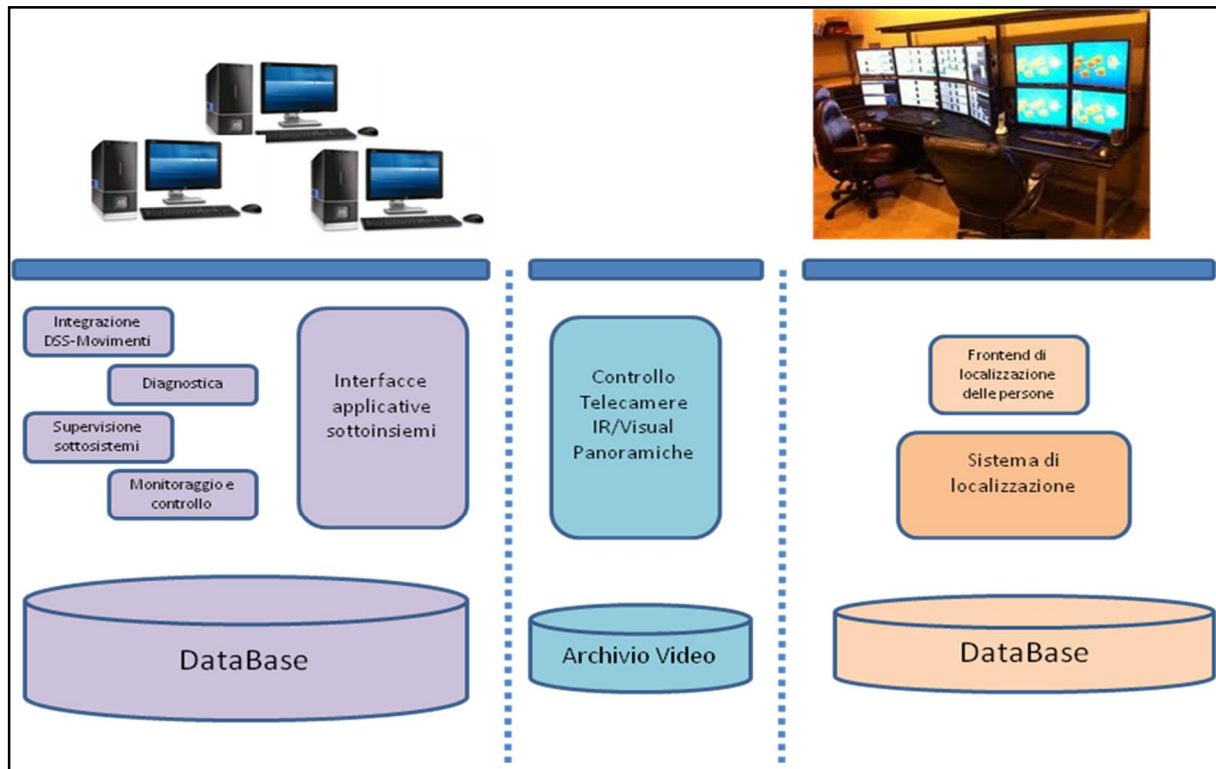 Integrazione
DSS-Movimenti
Diagnostica
Supervisione
sottosistemi
Monitoraggio e
controllo
Interfacce
applicative
sottoinsiemi
DataBase
Controllo
Telecamere
IR/Visual
Panoramiche
Archivio Video
Frontend di
localizzazione
delle persone
Sistema di
localizzazione
DataBase